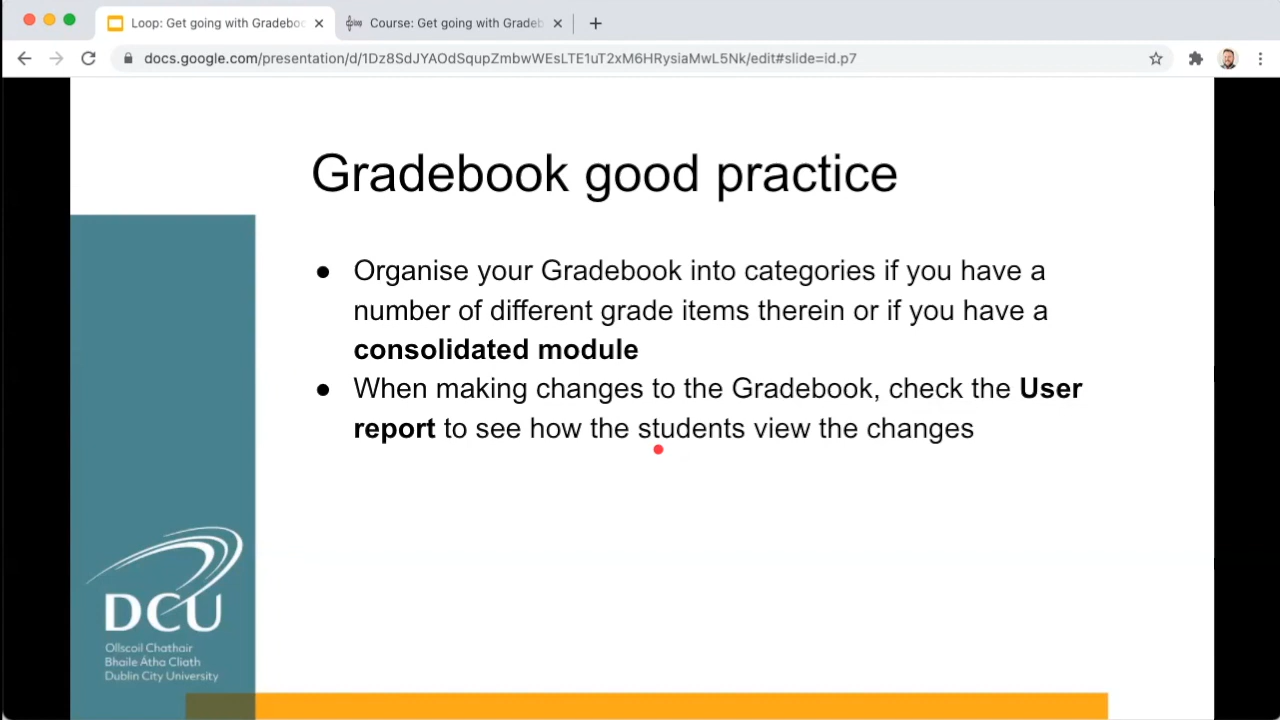 Loop: Get going with Gradeboo
Course: Get going with Gradeb
docs.google.com/presentation/d/1Dz8SdJYAOdSqupZmbwWEsLTE1uT2xM6HRysiaMwL5Nk/edit#slide=id.p7
Gradebook good practice
● Organise your Gradebook into categories if you have a
number of different grade items therein or if you have a
consolidated module
● When making changes to the Gradebook, check the User
report to see how the students view the changes
DCU
Ollscoil Chathair
Bhaile Átha Cliath
Dublin City University